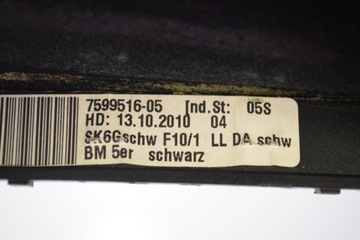 7599516-05 Ind.St: 05S
HD: 13.10.2010 04
SK6Gschw F10/1 LL DA schw
BM 5er schwarz